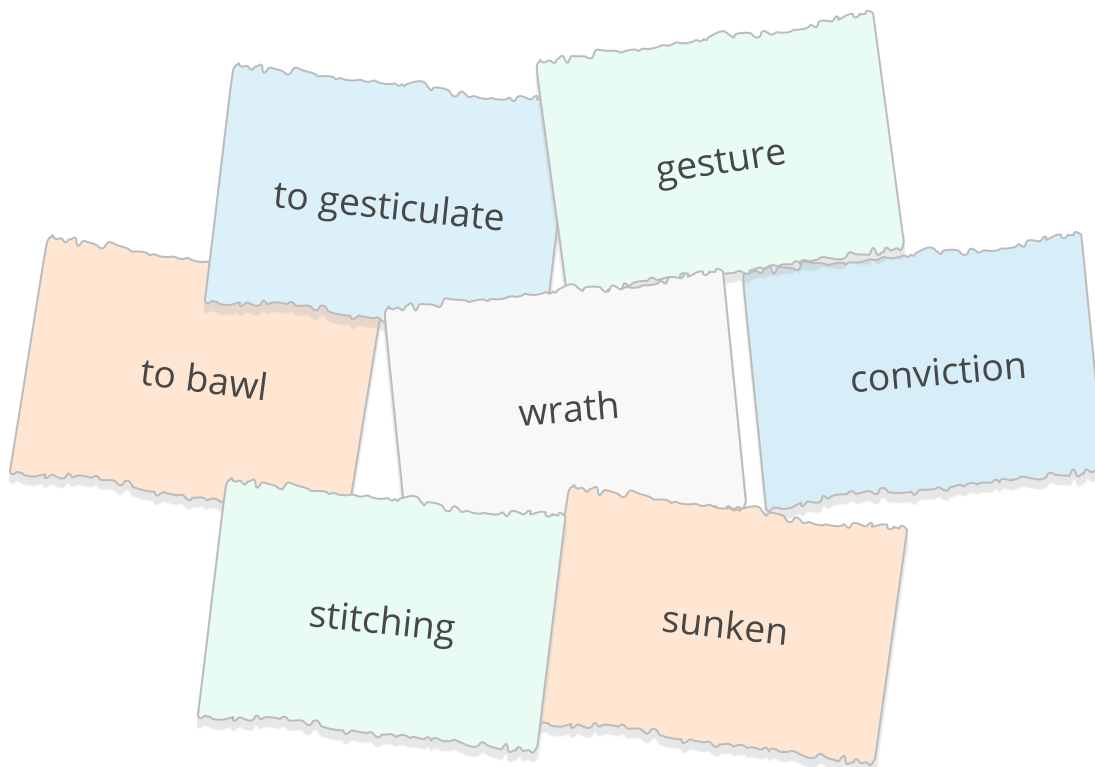 to gesticulate
gesture
to bawl
wrath
conviction
stitching
sunken